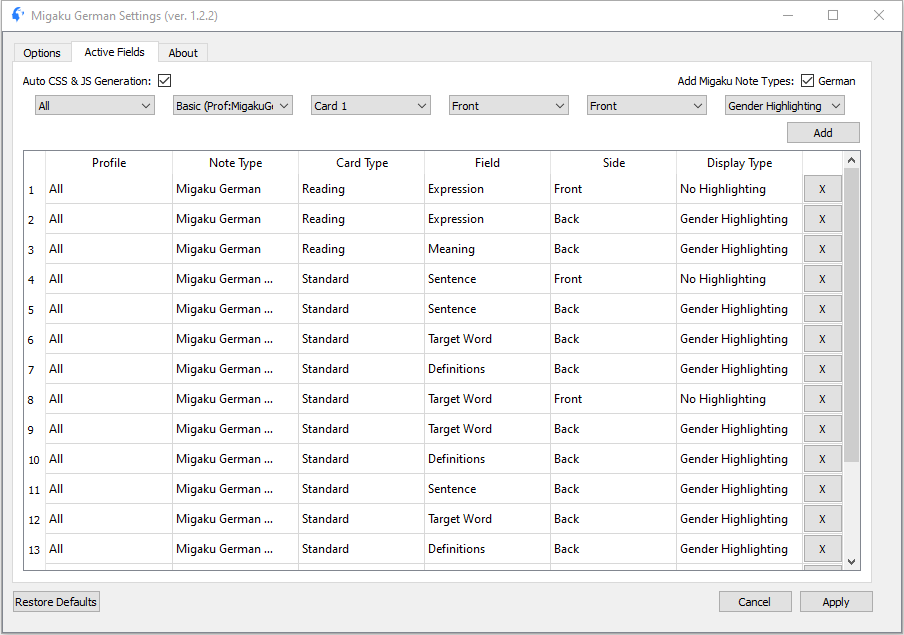 Migaku German Settings (ver. 1.2.2)
Options Active Fields About
Auto CSS & JS Generation: Add Migaku Note Types: German
All Basic (Prof:MigakuG Card 1 Front Front Gender Highlighting
Add
Profile Note Type Card Type Field Side Display Type
1 All Migaku German Reading Expression Front No Highlighting X
2 All Migaku German Reading Expression Back Gender Highlighting X
3 All Migaku German Reading Meaning Back Gender Highlighting X
4 All Migaku German ... Standard Sentence Front No Highlighting X
5 All Migaku German ... Standard Sentence Back Gender Highlighting X
6 All Migaku German ... Standard Target Word Back Gender Highlighting X
7 All Migaku German ... Standard Definitions Back Gender Highlighting X
8 All Migaku German ... Standard Target Word Front No Highlighting X
9 All Migaku German ... Standard Target Word Back Gender Highlighting X
10 All Migaku German ... Standard Definitions Back Gender Highlighting X
11 All Migaku German ... Standard Sentence Back Gender Highlighting X
12 All Migaku German ... Standard Target Word Back Gender Highlighting X
13 All Migaku German ... Standard Definitions Back Gender Highlighting X
Restore Defaults Cancel Apply